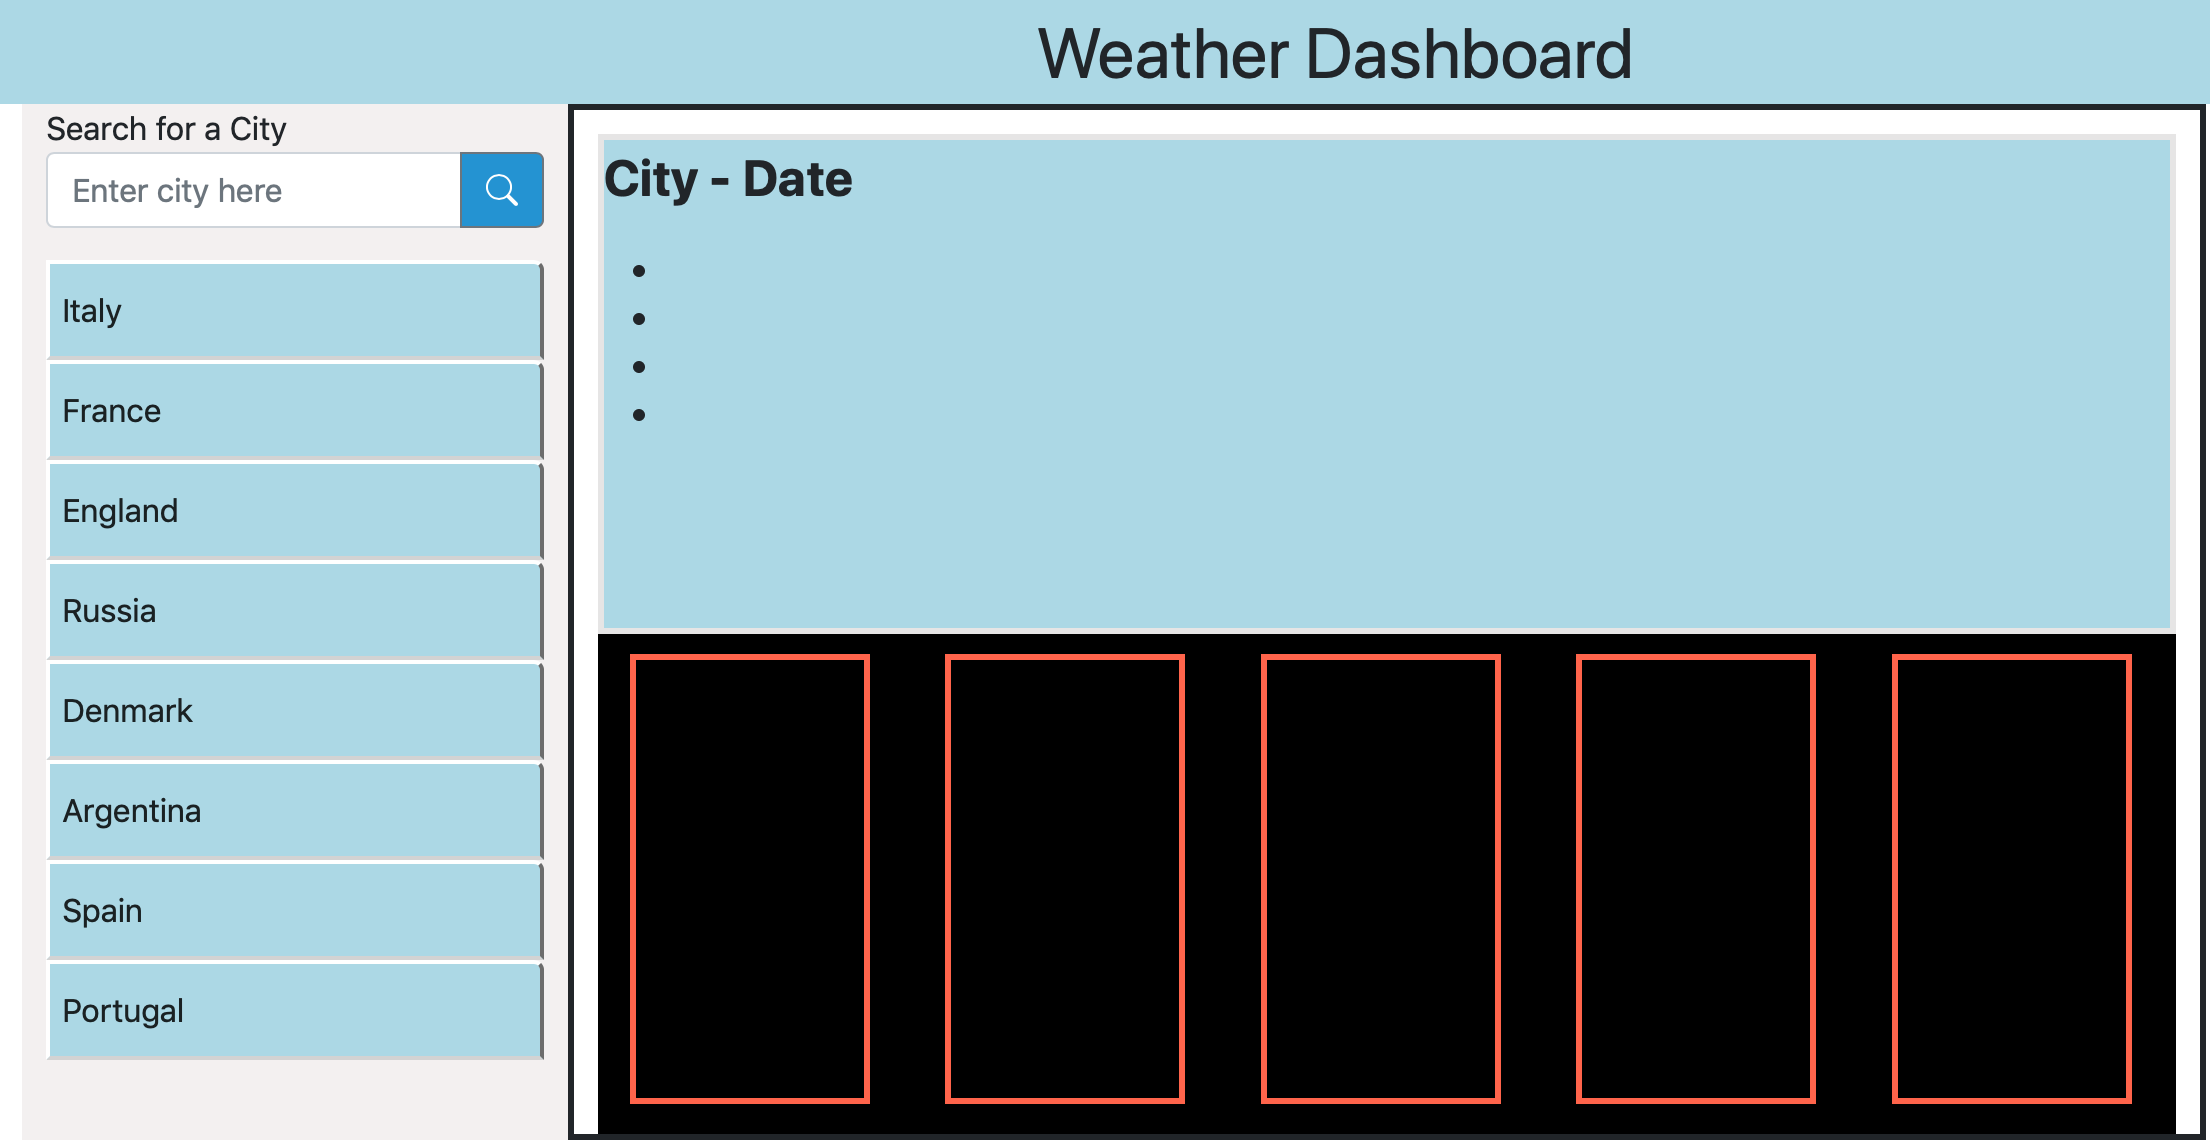 Weather Dashboard
Search for a City
Enter city here
Italy
France
England
Russia
Denmark
Argentina
Spain
Portugal
City - Date